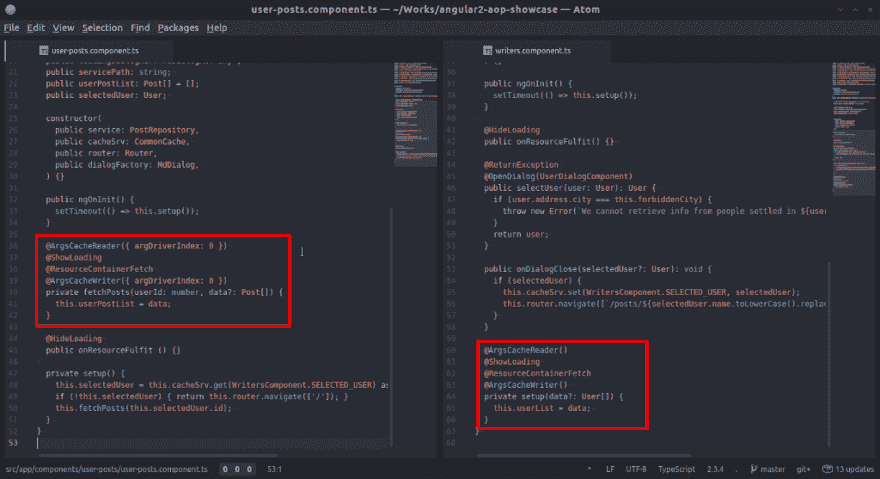 user-posts.component.ts — ~/Works/angular2-aop-showcase — Atom
File Edit View Selection Find Packages Help
user-posts.component.ts
21 public servicePath: string;
22 public userPostList: Post[] = [];
23 public selectedUser: User;
24
25 constructor(
26 public service: PostRepository,
27 public cacheSrv: CommonCache,
28 public router: Router,
29 public dialogFactory: MdDialog,
30 ) {}
31
32 public ngOnInit() {
33 setTimeout(() => this.setup());
34 }
35
36 @ArgsCacheReader({ argDriverIndex: 0 })
37 @ShowLoading
38 @ResourceContainerFetch
39 @ArgsCacheWriter({ argDriverIndex: 0 })
40 private fetchPosts(userId: number, data?: Post[]) {
41 this.userPostList = data;
42 }
43
44 @HideLoading
45 public onResourceFulfit () {}
46
47 private setup() {
48 this.selectedUser = this.cacheSrv.get(WritersComponent.SELECTED_USER) as
49 if (!this.selectedUser) { return this.router.navigate(['/']); }
50 this.fetchPosts(this.selectedUser.id);
51 }
52 }
53
writers.component.ts
36
37 public ngOnInit() {
38 setTimeout(() => this.setup());
39 }
40
41 @HideLoading
42 public onResourceFulfit() {}
43
44 @ReturnException
45 @OpenDialog(UserDialogComponent)
46 public selectUser(user: User): User {
47 if (user.address.city === this.forbiddenCity) {
48 throw new Error(`We cannot retrieve info from people settled in ${user
49 }
50 return user;
51 }
52
53 public onDialogClose(selectedUser?: User): void {
54 if (selectedUser) {
55 this.cacheSrv.set(WritersComponent.SELECTED_USER, selectedUser);
56 this.router.navigate([`/posts/${selectedUser.name.toLowerCase().replac
57 }
58 }
59
60 @ArgsCacheReader()
61 @ShowLoading
62 @ResourceContainerFetch
63 @ArgsCacheWriter()
64 private setup(data?: User[]) {
65 this.userList = data;
66 }
67 }
68
src/app/components/user-posts/user-posts.component.ts 0 0 0 53:1 LF UTF-8 TypeScript 2.3.4 master git+ 13 updates